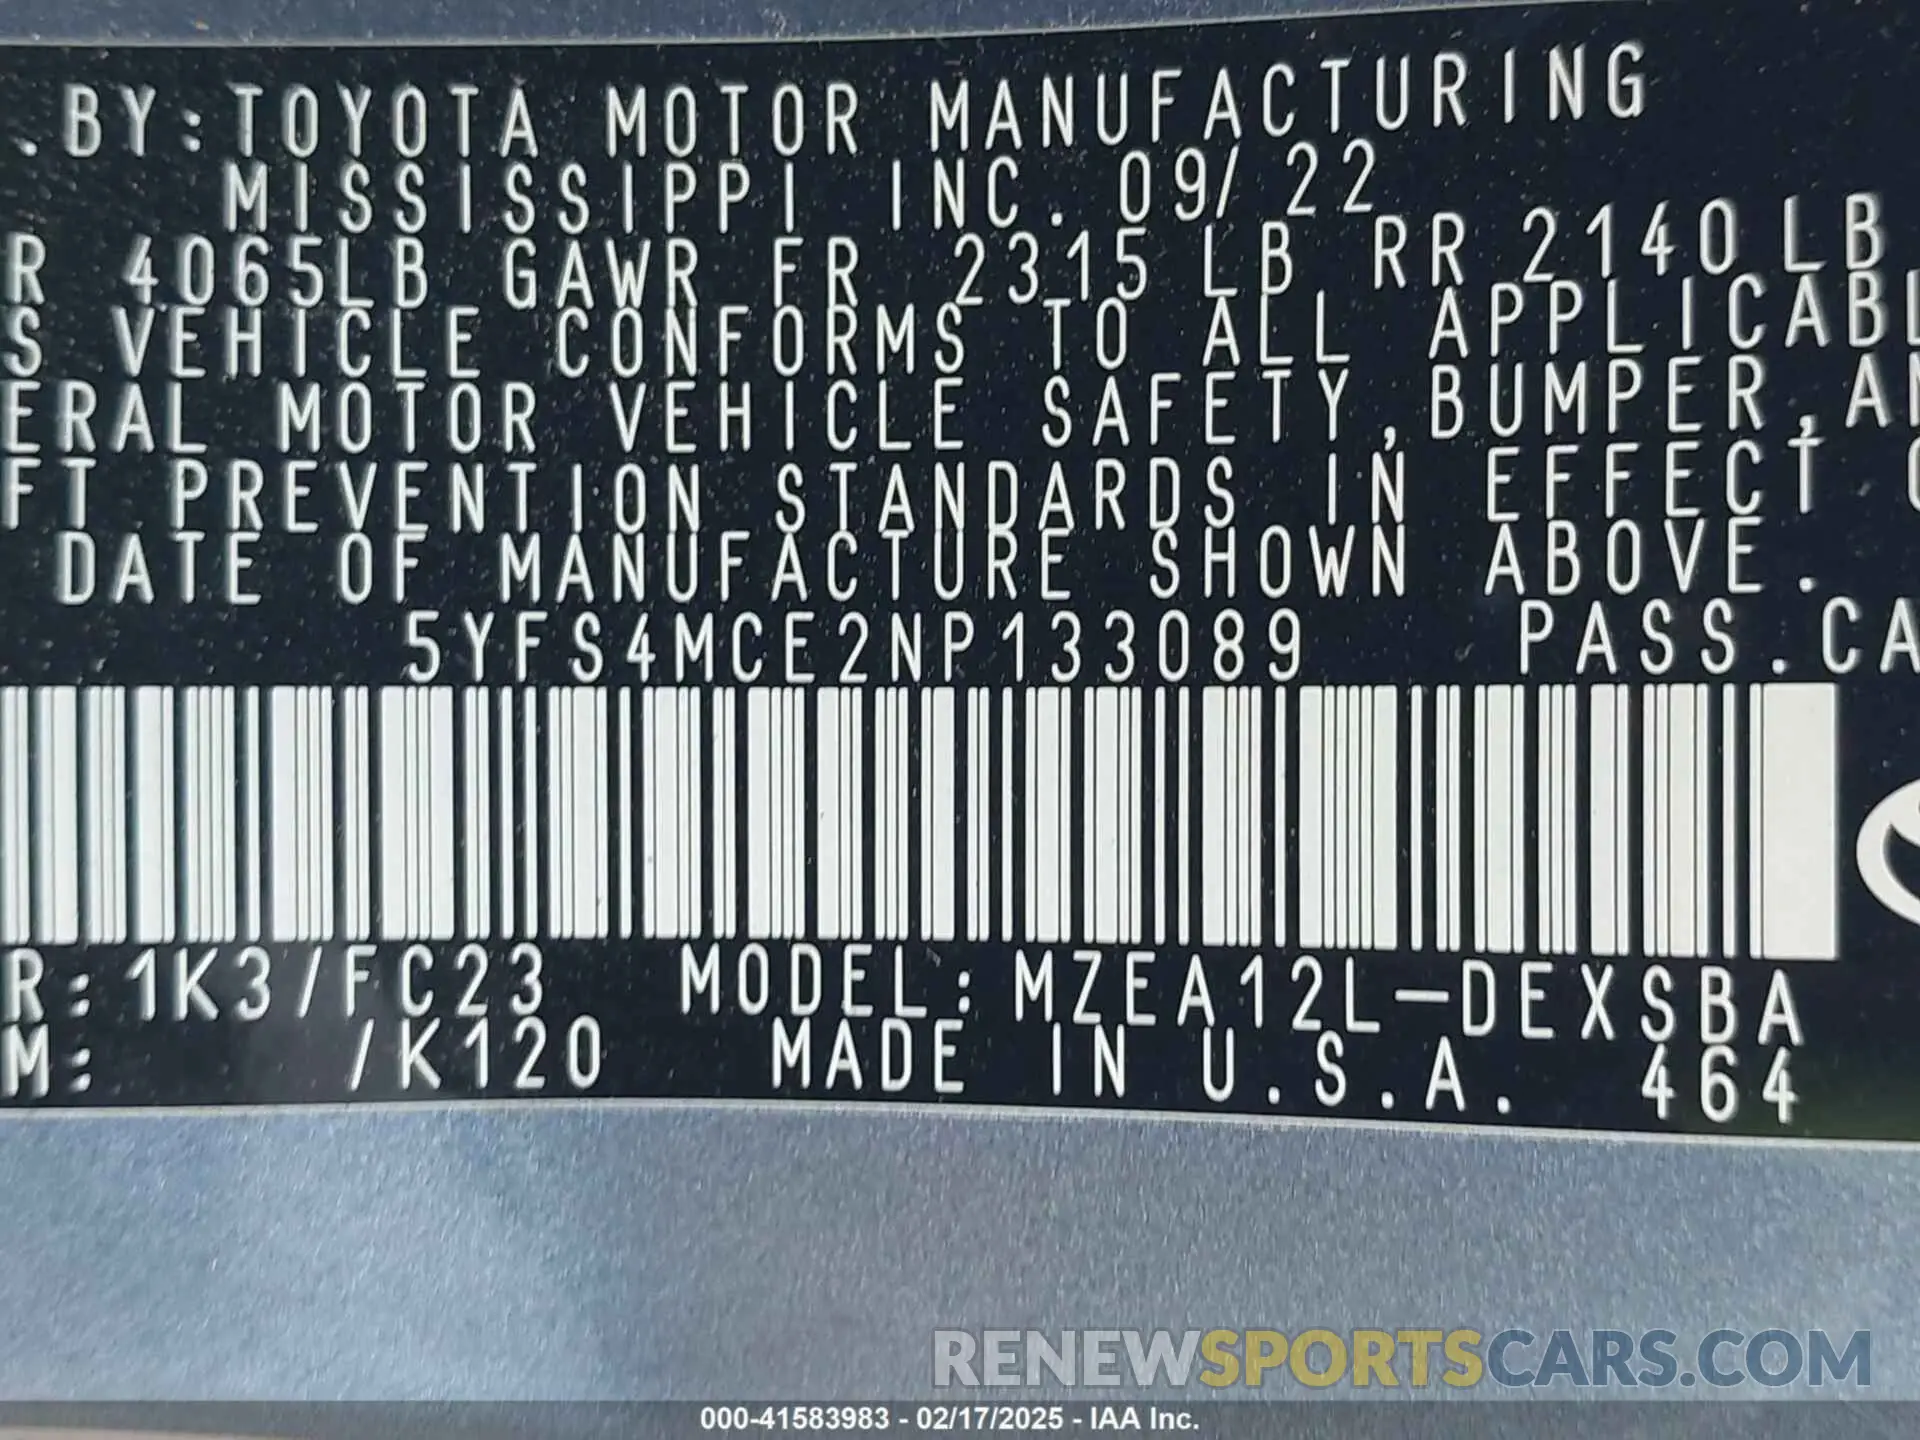 . BY: TOYOTA MOTOR MANUFACTURING
MISSISSIPPI INC. 09/22
R 4065LB GAWR FR 2315LB RR 2140LB
S VEHICLE CONFORMS TO ALL APPLICABL
ERAL MOTOR VEHICLE SAFETY, BUMPER, AN
FT PREVENTION STANDARDS IN EFFECT O
DATE OF MANUFACTURE SHOWN ABOVE.
5YFS4MCE2NP133089 PASS.CA
R: 1K3/FC23 MODEL: MZEA12L-DEXSBA
M: /K120 MADE IN U.S.A. 464
RENEWSPORTSCARS.COM
000-41583983 - 02/17/2025 - IAA Inc.